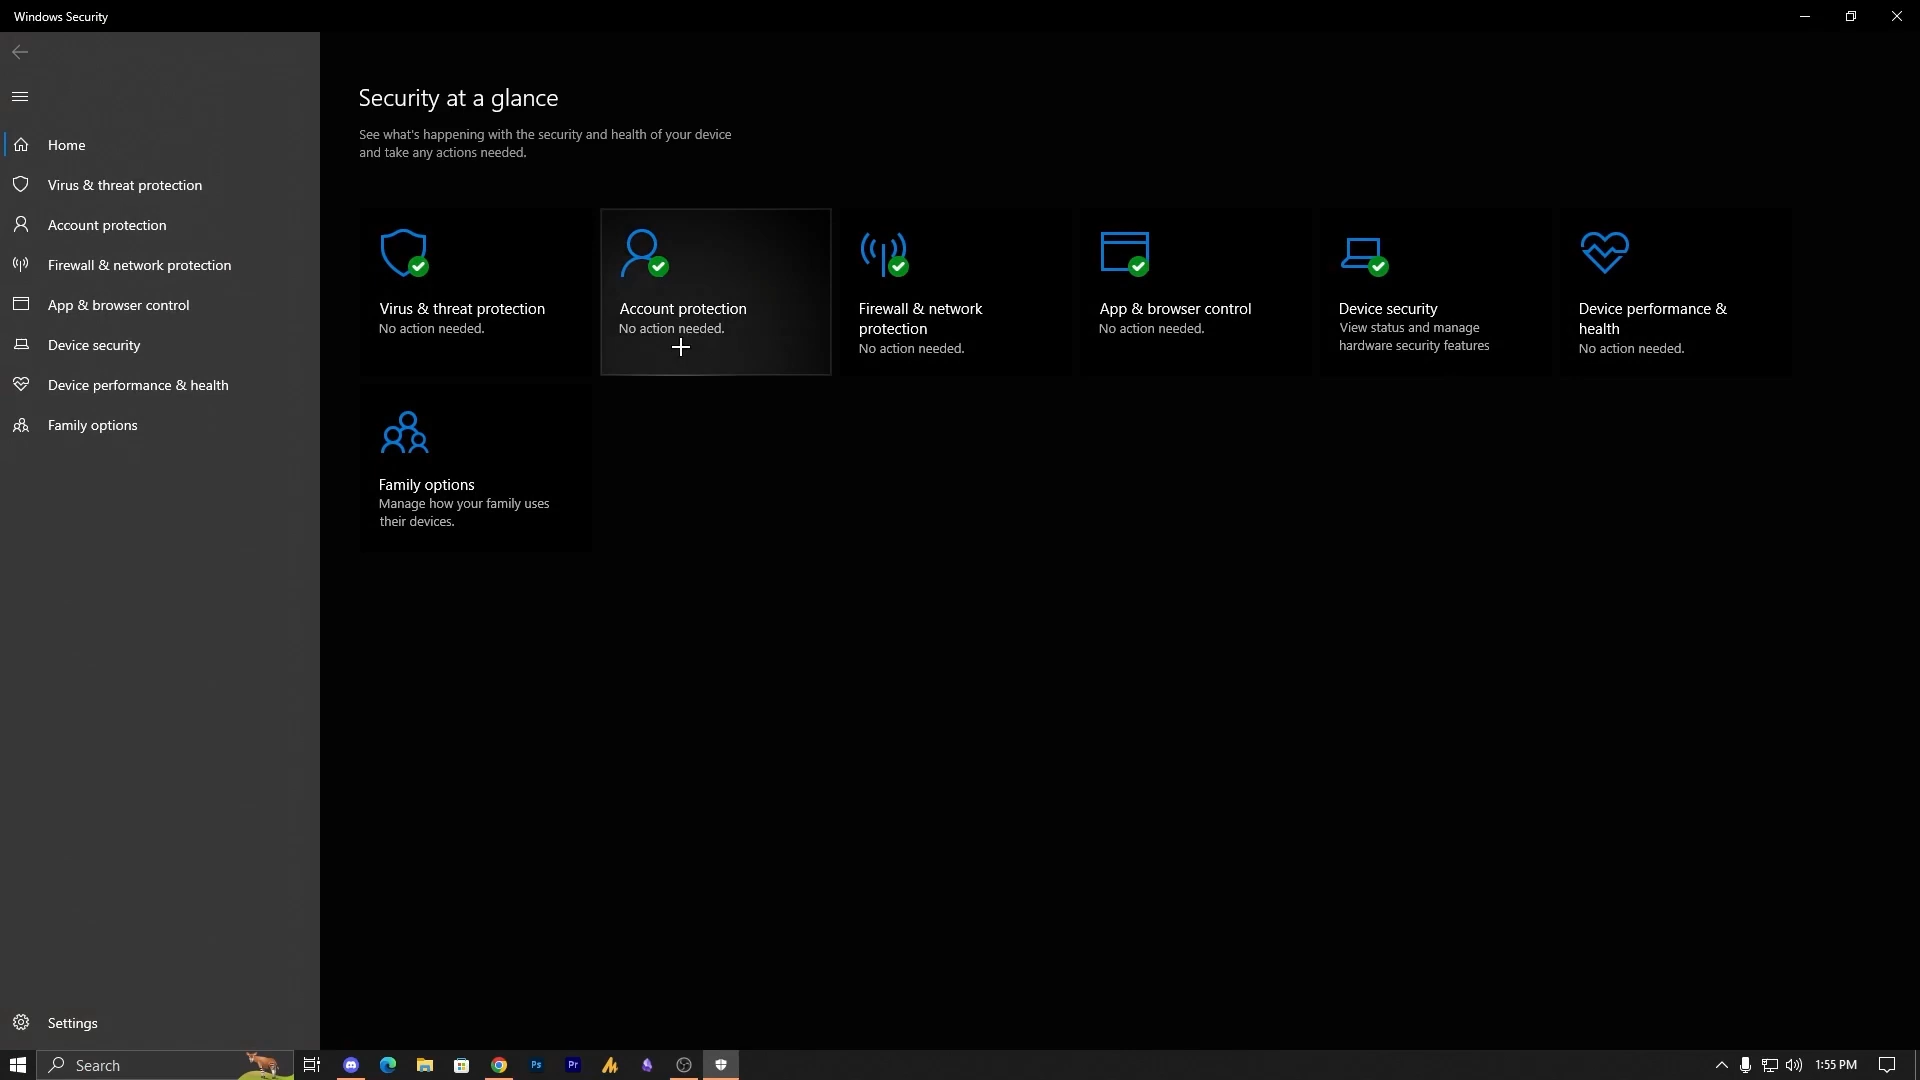 Windows Security
Home
Virus & threat protection
Account protection
Firewall & network protection
App & browser control
Device security
Device performance & health
Family options
Settings
Security at a glance
See what's happening with the security and health of your device
and take any actions needed.
Virus & threat protection
No action needed.
Account protection
No action needed.
Firewall & network
protection
No action needed.
App & browser control
No action needed.
Device security
View status and manage
hardware security features
Device performance &
health
No action needed.
Family options
Manage how your family uses
their devices.
Search
Ps
Pr
1:55 PM